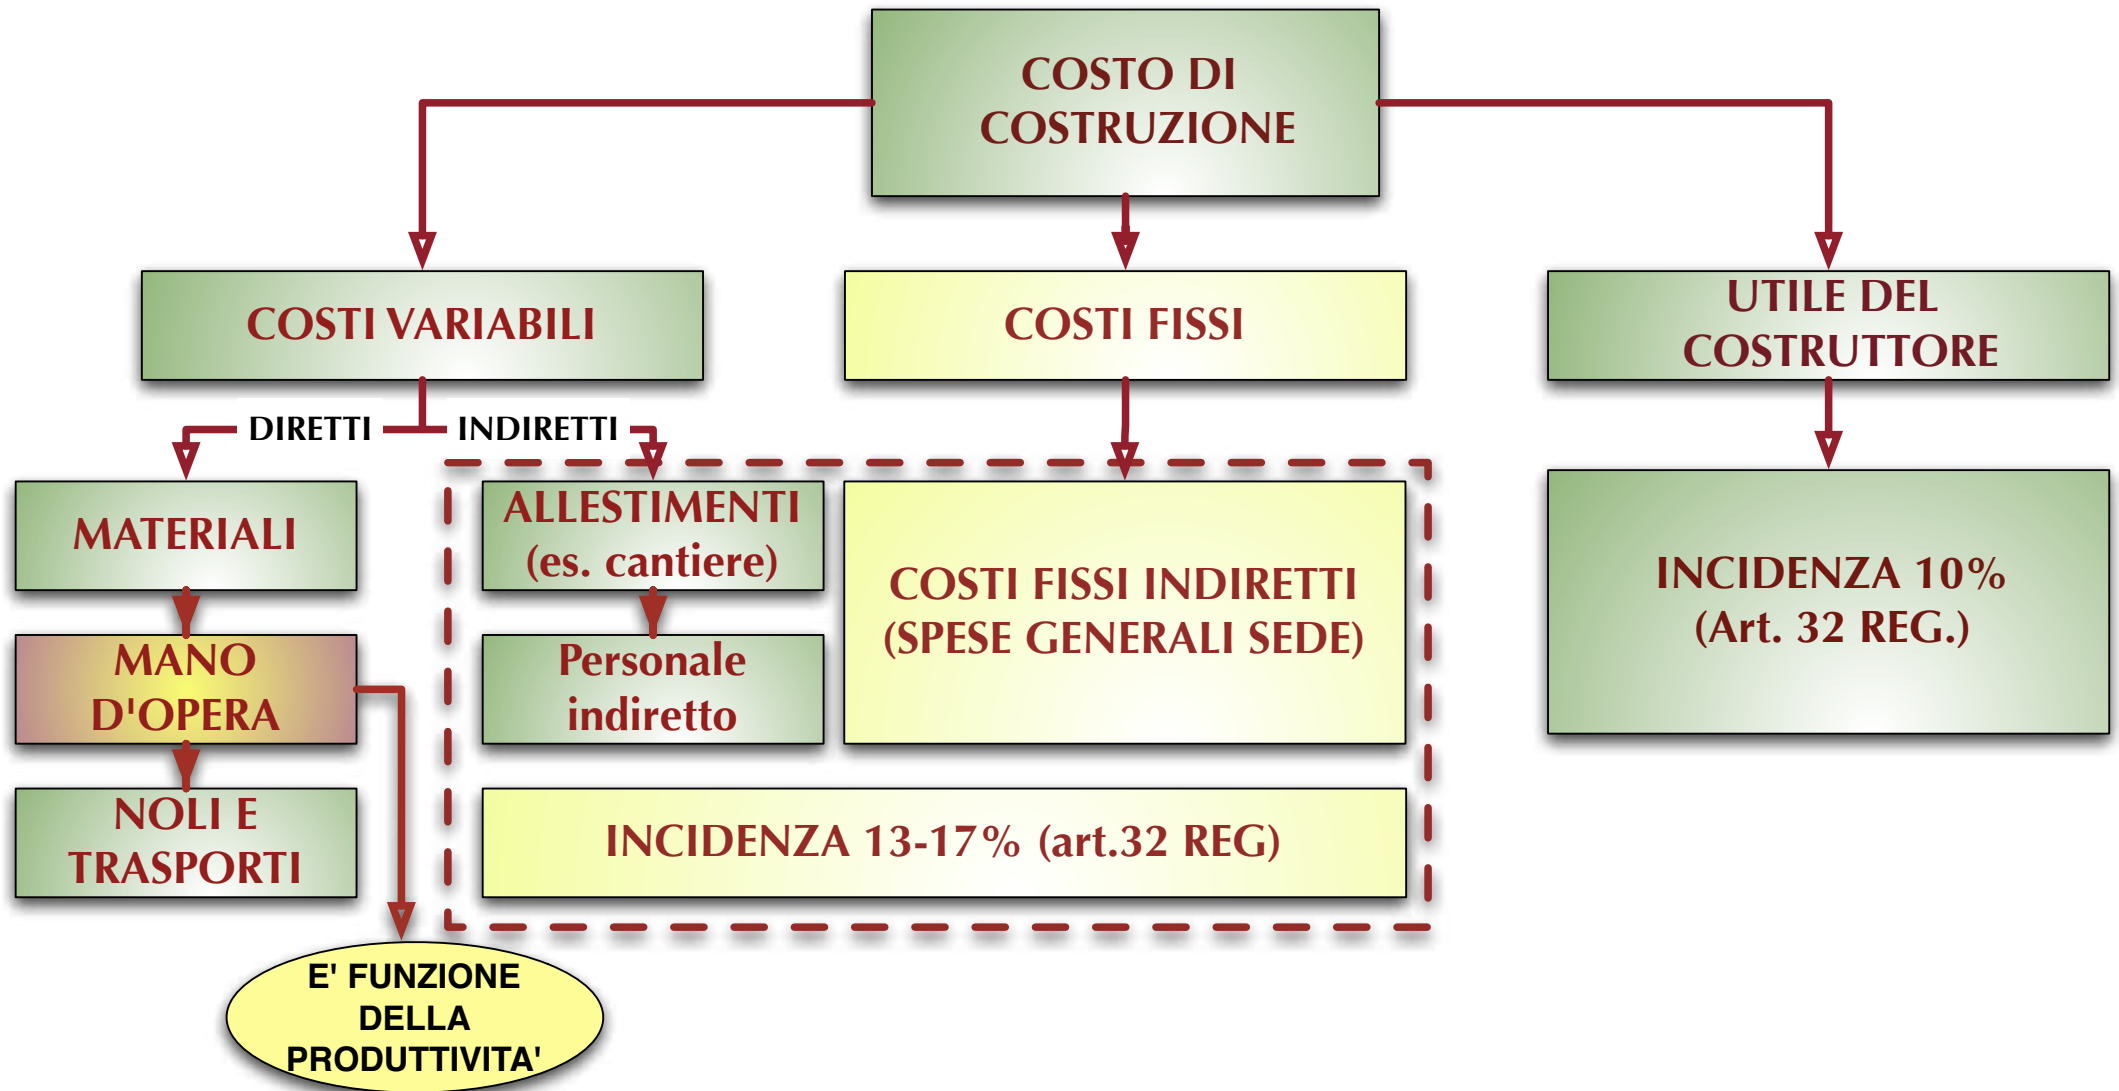 COSTO DI
COSTRUZIONE
COSTI VARIABILI
COSTI FISSI
UTILE DEL
COSTRUTTORE
DIRETTI
INDIRETTI
MATERIALI
ALLESTIMENTI
(es. cantiere)
COSTI FISSI INDIRETTI
(SPESE GENERALI SEDE)
INCIDENZA 10%
(Art. 32 REG.)
MANO
D'OPERA
Personale
indiretto
NOLI E
TRASPORTI
INCIDENZA 13-17% (art.32 REG)
E' FUNZIONE
DELLA
PRODUTTIVITA'